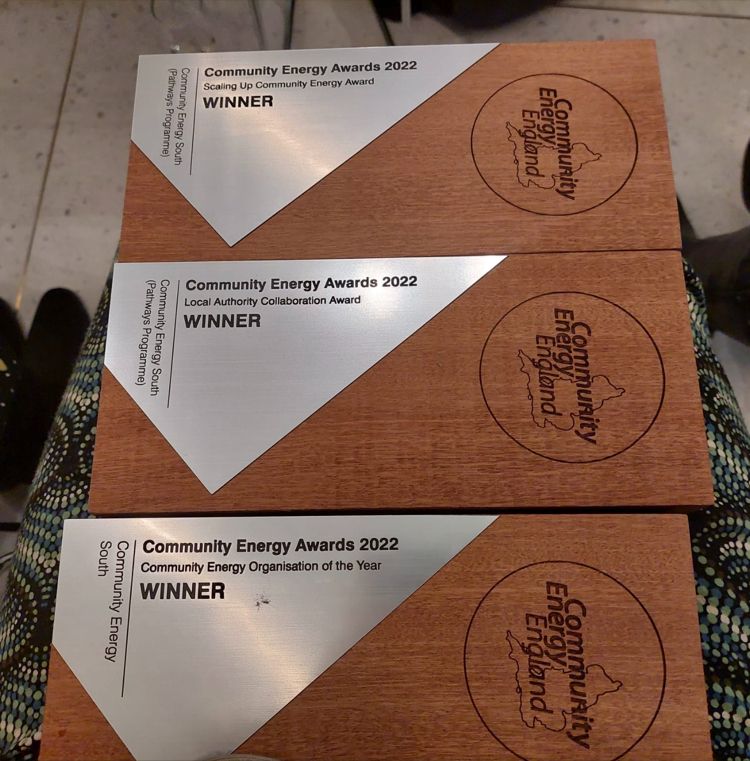 Community Energy Awards 2022
Scaling Up Community Energy Award
WINNER
Community Energy South
(Pathways Programme)
Community
Energy
England
Community Energy Awards 2022
Local Authority Collaboration Award
WINNER
Community Energy South
(Pathways Programme)
Community
Energy
England
Community Energy Awards 2022
Community Energy Organisation of the Year
WINNER
Community Energy
South
Community
Energy
England